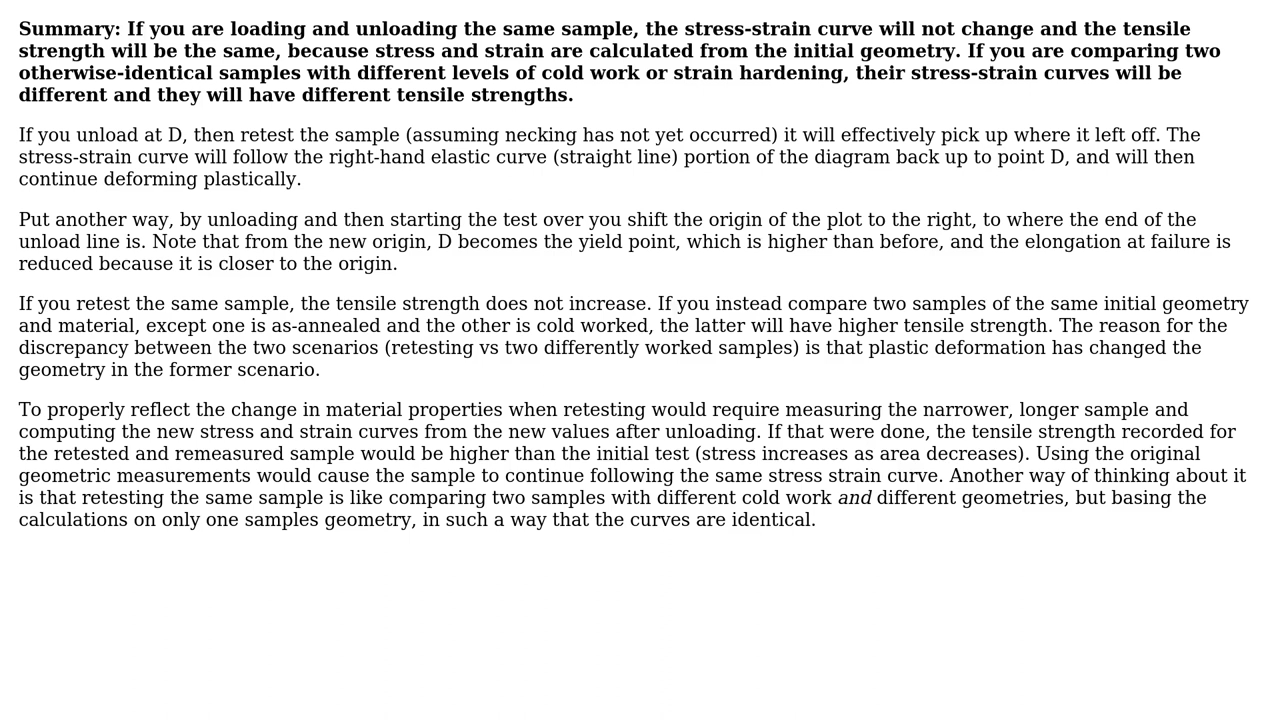 Summary: If you are loading and unloading the same sample, the stress-strain curve will not change and the tensile
strength will be the same, because stress and strain are calculated from the initial geometry. If you are comparing two
otherwise-identical samples with different levels of cold work or strain hardening, their stress-strain curves will be
different and they will have different tensile strengths.
If you unload at D, then retest the sample (assuming necking has not yet occurred) it will effectively pick up where it left off. The
stress-strain curve will follow the right-hand elastic curve (straight line) portion of the diagram back up to point D, and will then
continue deforming plastically.
Put another way, by unloading and then starting the test over you shift the origin of the plot to the right, to where the end of the
unload line is. Note that from the new origin, D becomes the yield point, which is higher than before, and the elongation at failure is
reduced because it is closer to the origin.
If you retest the same sample, the tensile strength does not increase. If you instead compare two samples of the same initial geometry
and material, except one is as-annealed and the other is cold worked, the latter will have higher tensile strength. The reason for the
discrepancy between the two scenarios (retesting vs two differently worked samples) is that plastic deformation has changed the
geometry in the former scenario.
To properly reflect the change in material properties when retesting would require measuring the narrower, longer sample and
computing the new stress and strain curves from the new values after unloading. If that were done, the tensile strength recorded for
the retested and remeasured sample would be higher than the initial test (stress increases as area decreases). Using the original
geometric measurements would cause the sample to continue following the same stress strain curve. Another way of thinking about it
is that retesting the same sample is like comparing two samples with different cold work and different geometries, but basing the
calculations on only one samples geometry, in such a way that the curves are identical.